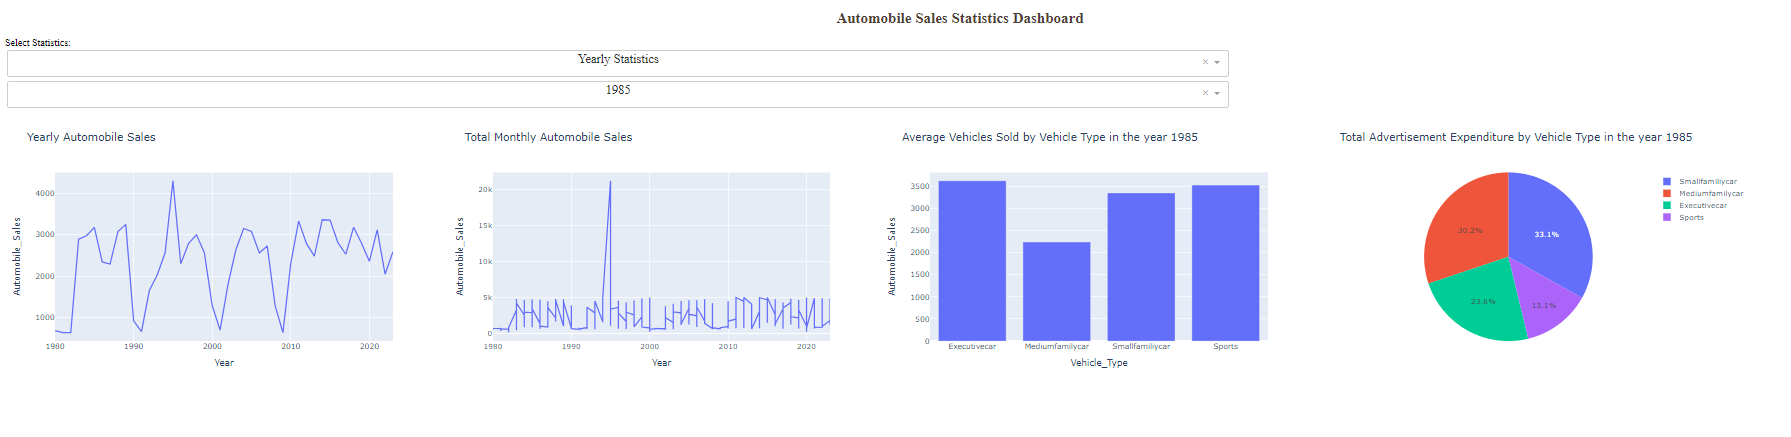 Automobile Sales Statistics Dashboard
Select Statistics:
Yearly Statistics
×
1985
×
Yearly Automobile Sales
Automobile_Sales
4000
3000
2000
1000
1980
1990
2000
2010
2020
Year
Total Monthly Automobile Sales
Automobile_Sales
20k
15k
10k
5k
0
1980
1990
2000
2010
2020
Year
Average Vehicles Sold by Vehicle Type in the year 1985
Automobile_Sales
3500
3000
2500
2000
1500
1000
500
0
Executivecar
Mediumfamilycar
Smallfamiliycar
Sports
Vehicle_Type
Total Advertisement Expenditure by Vehicle Type in the year 1985
33.1%
30.2%
23.6%
13.1%
Smallfamiliycar
Mediumfamilycar
Executivecar
Sports